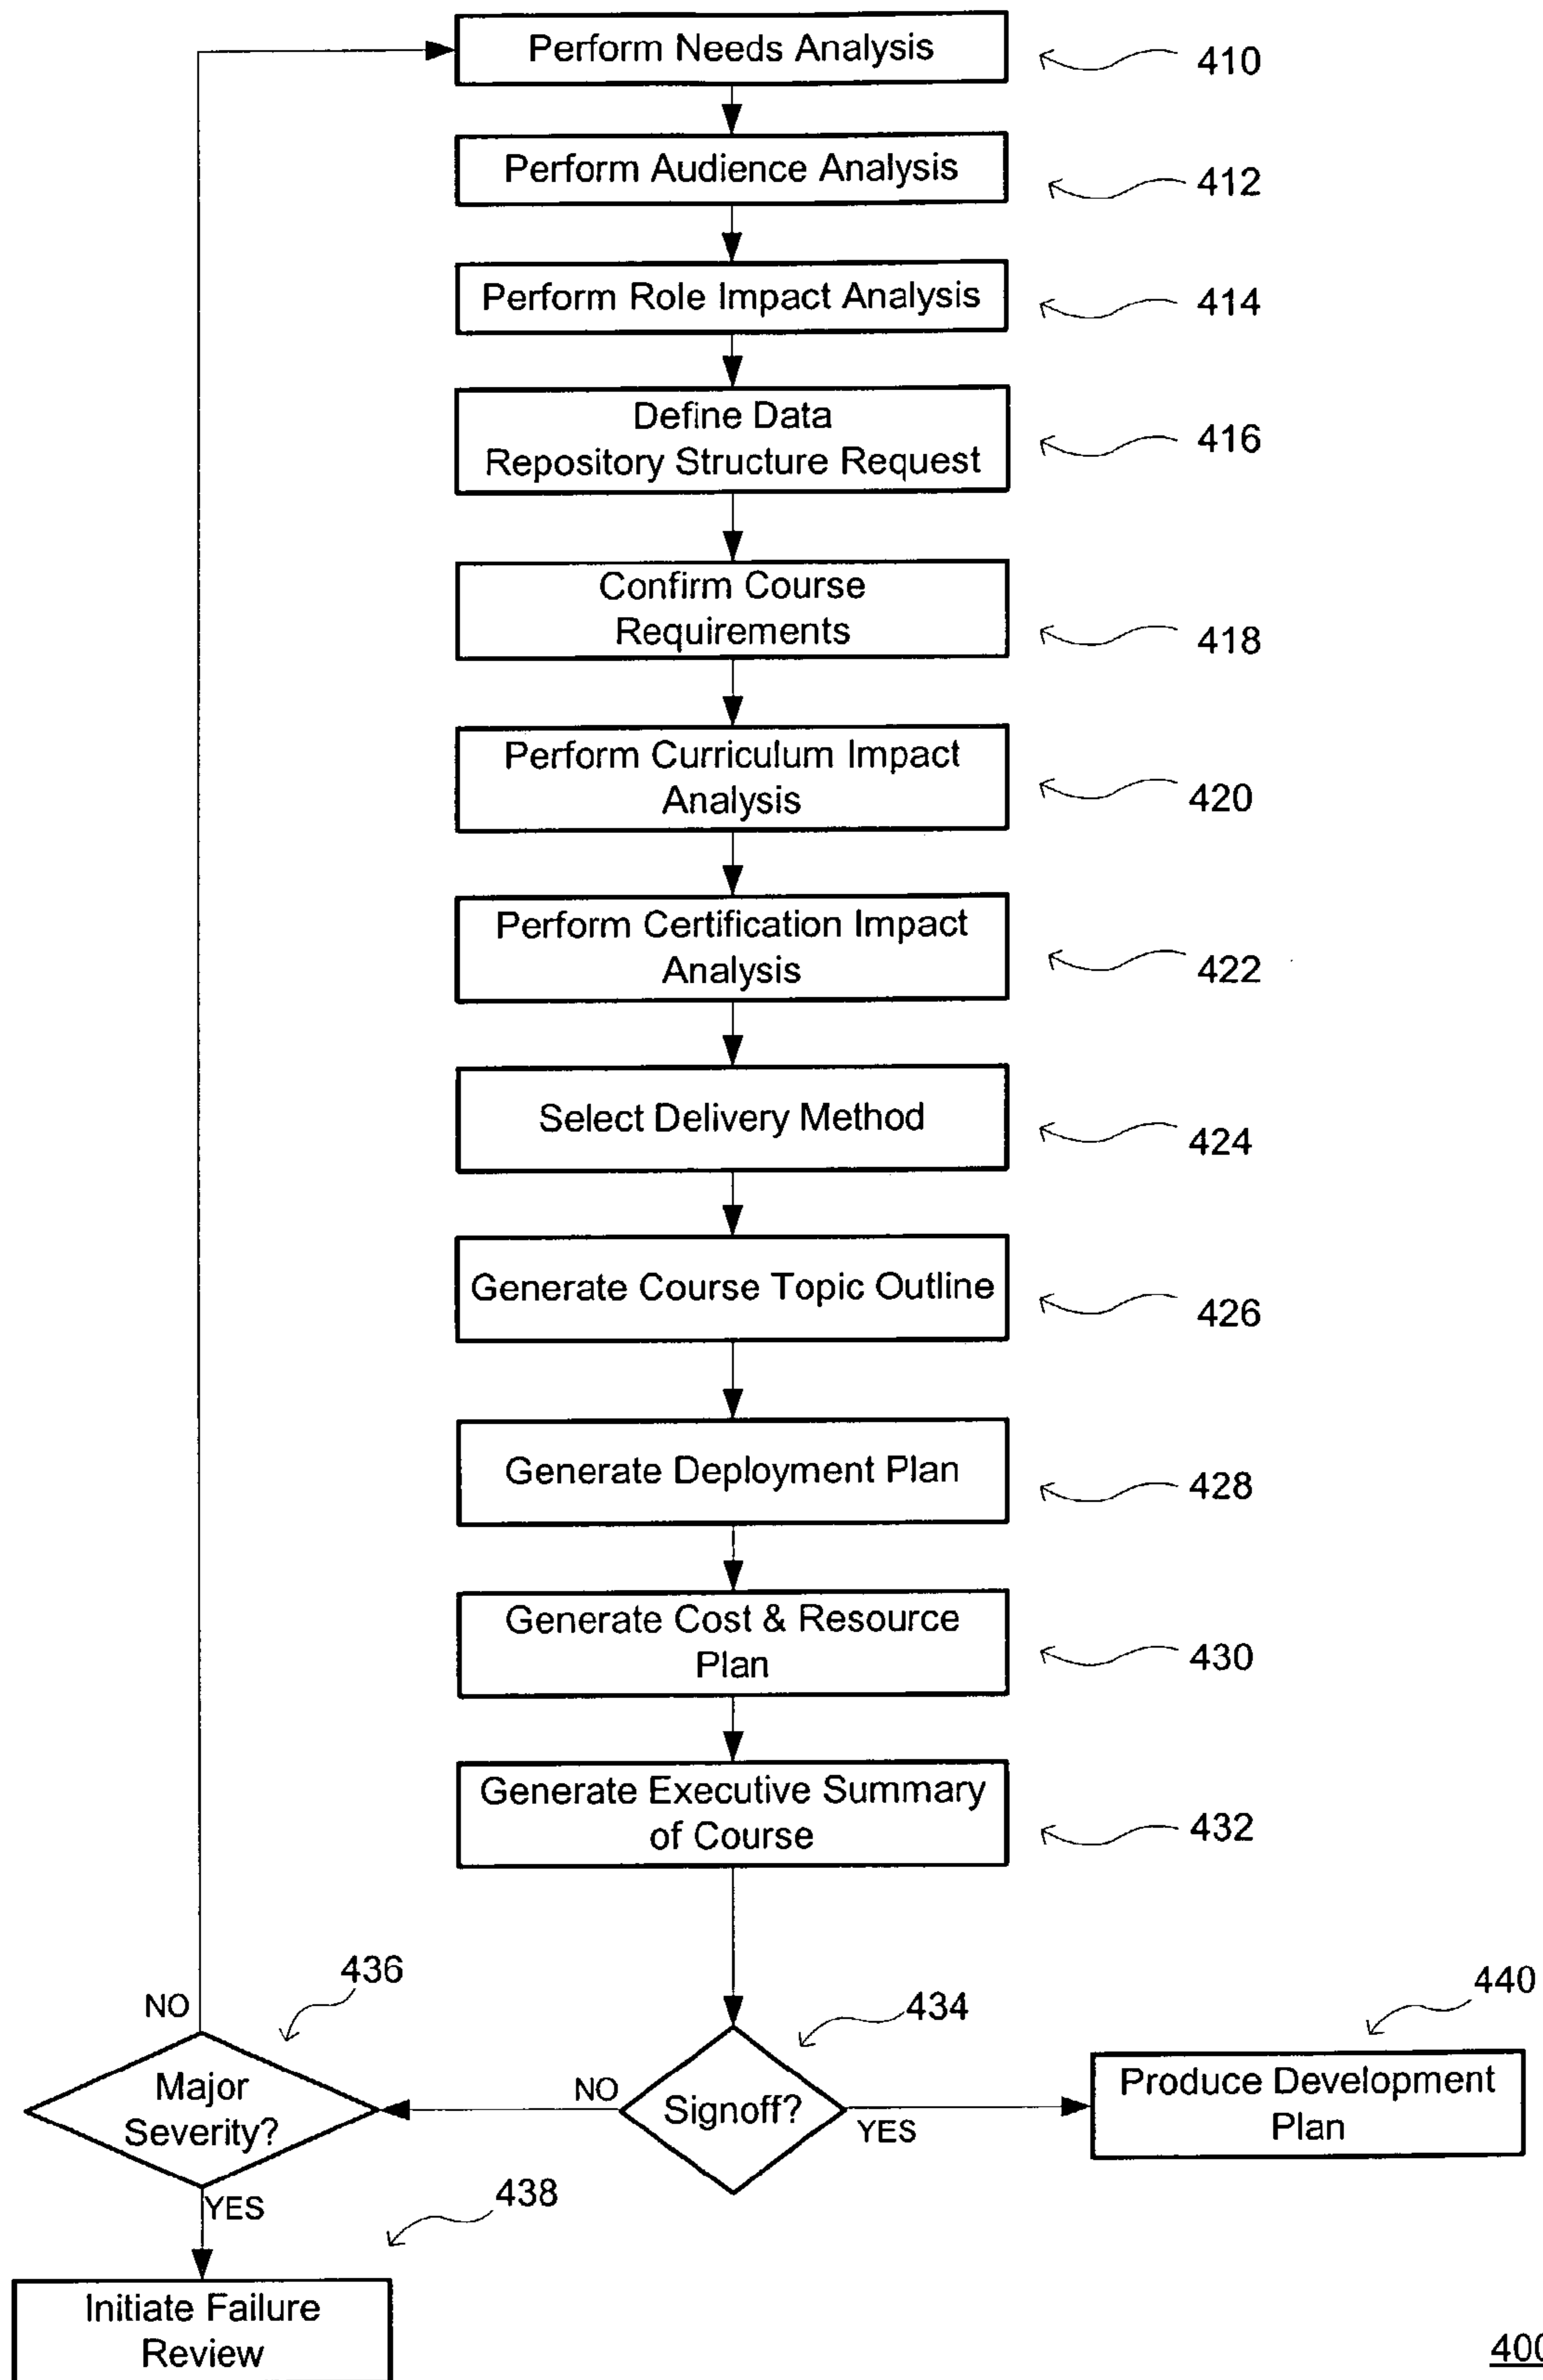 Perform Needs Analysis
410
Perform Audience Analysis
412
Perform Role Impact Analysis
414
Define Data
Repository Structure Request
416
Confirm Course
Requirements
418
Perform Curriculum Impact
Analysis
420
Perform Certification Impact
Analysis
422
Select Delivery Method
424
Generate Course Topic Outline
426
Generate Deployment Plan
428
Generate Cost & Resource
Plan
430
Generate Executive Summary
of Course
432
436
NO
Major
Severity?
YES
434
NO
Signoff?
YES
440
Produce Development
Plan
438
Initiate Failure
Review
400